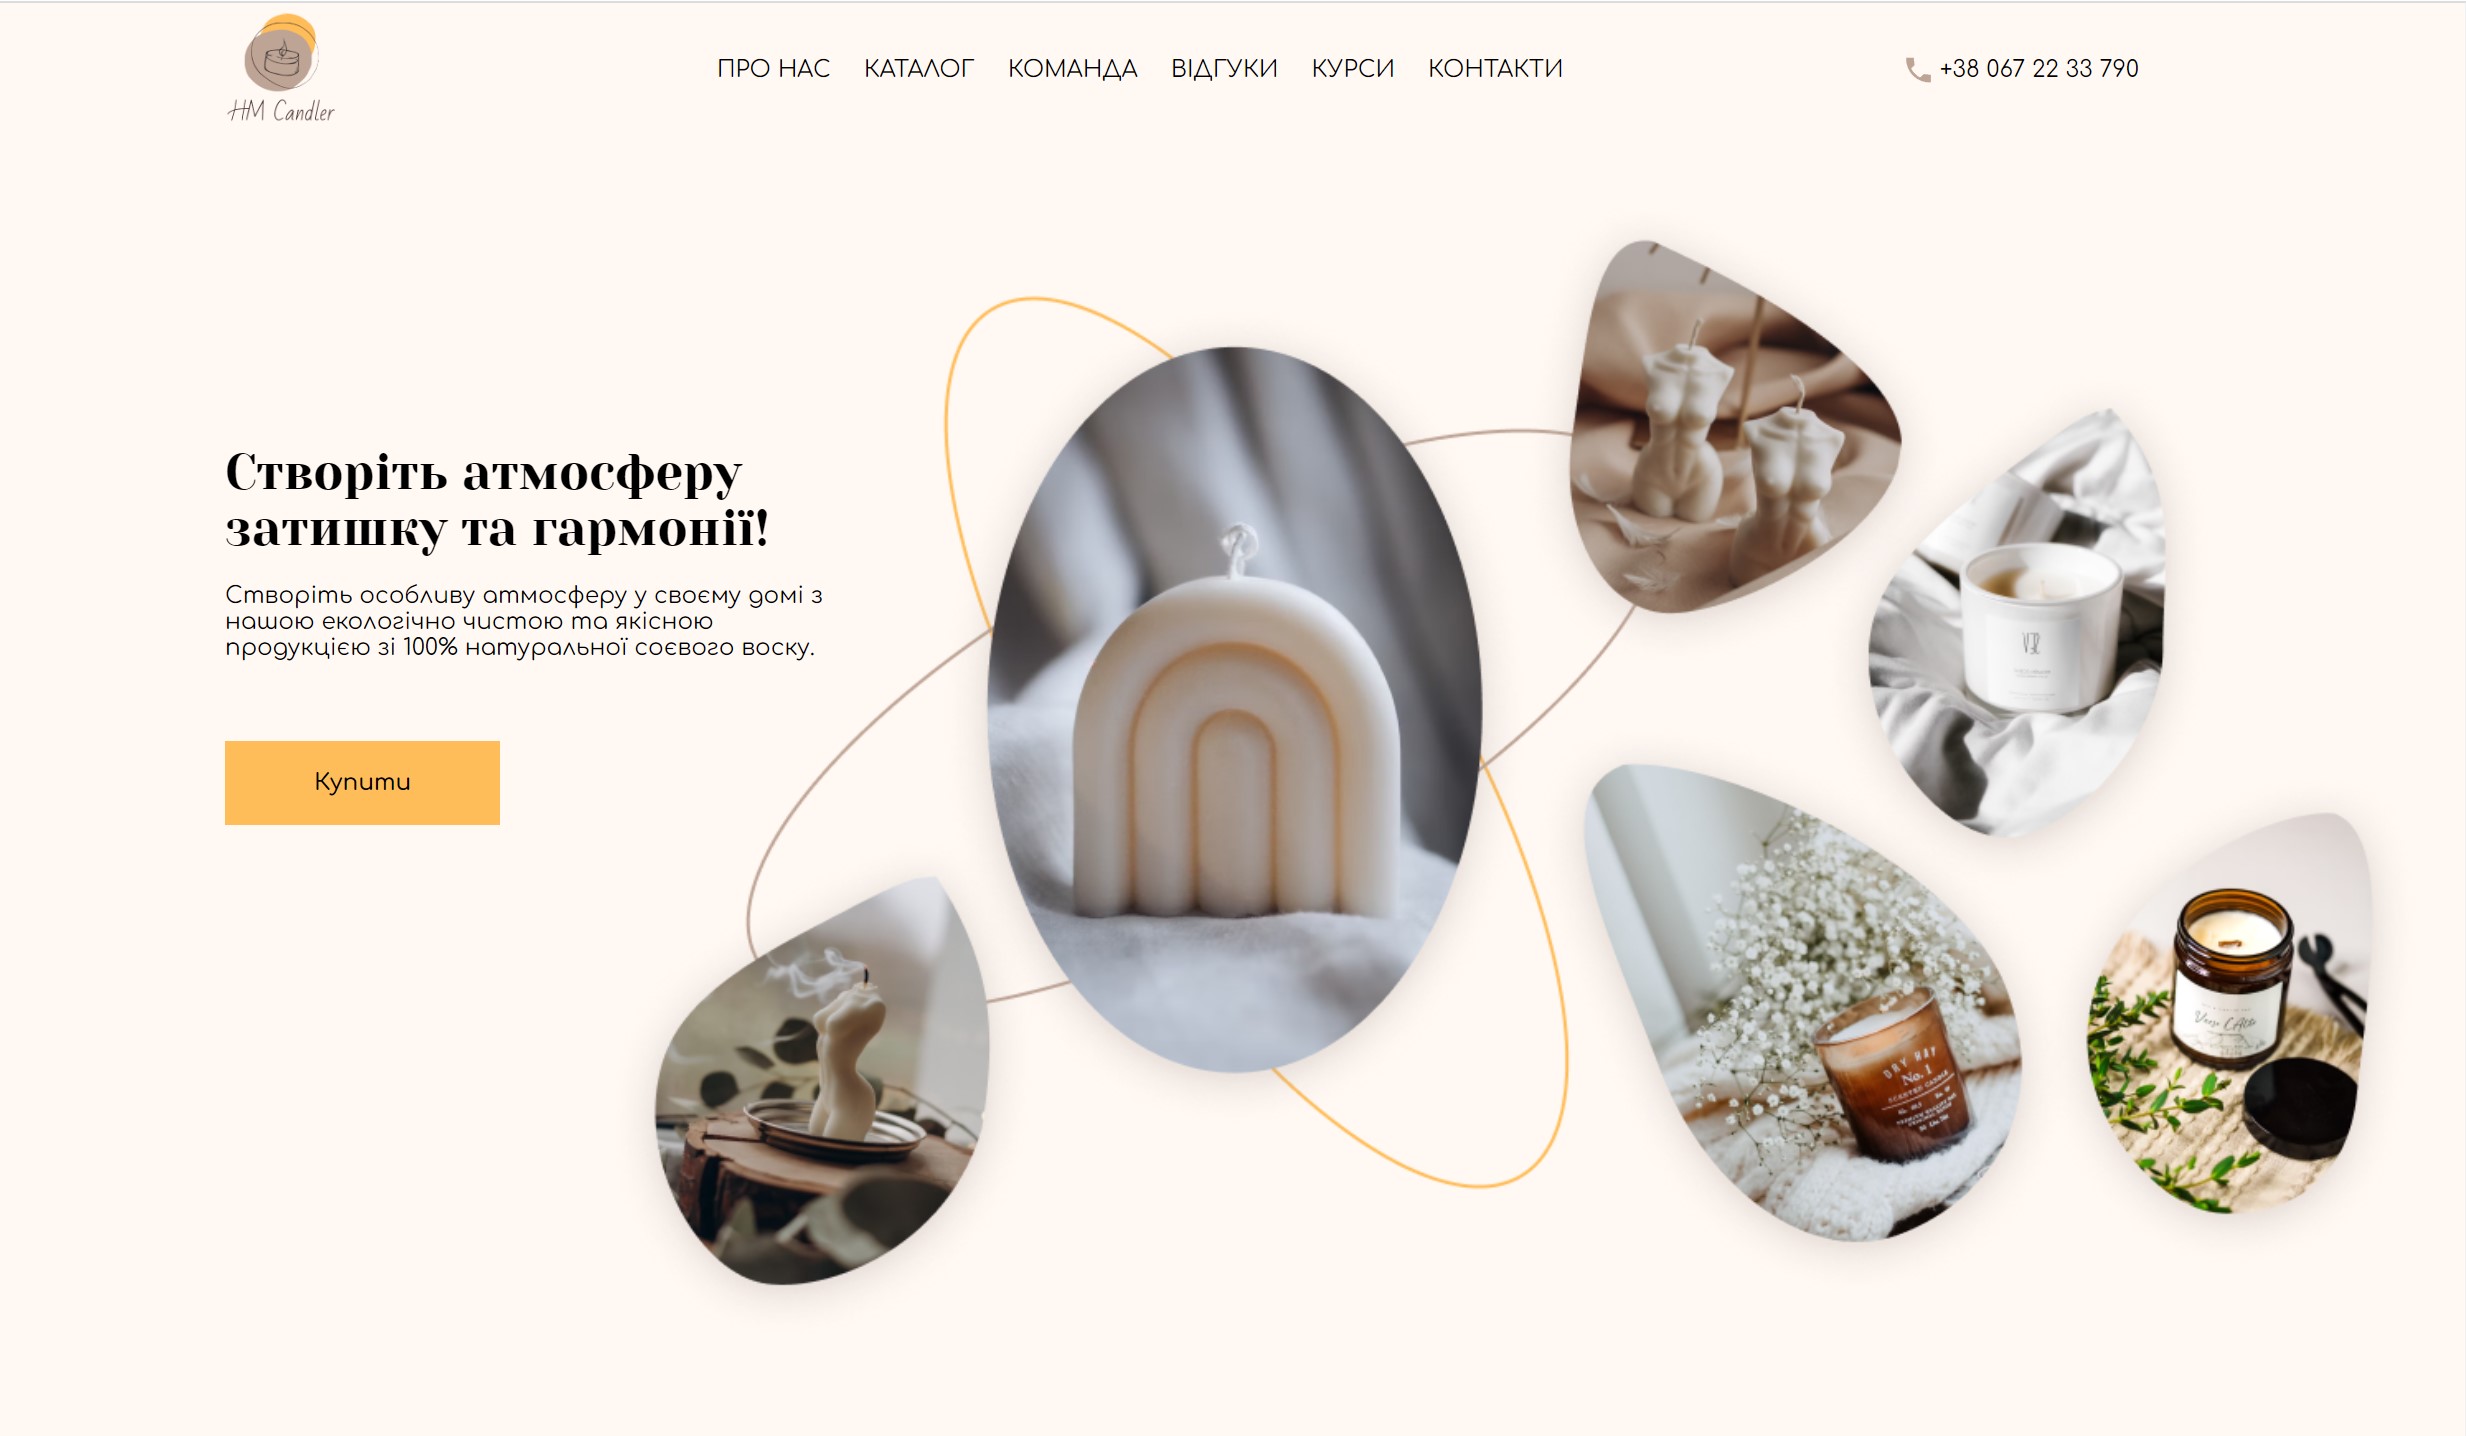 HM Candler
ПРО НАС
КАТАЛОГ
КОМАНДА
ВІДГУКИ
КУРСИ
КОНТАКТИ
+38 067 22 33 790
Створіть атмосферу
затишку та гармонії!
Створіть особливу атмосферу у своєму домі з
нашою екологічно чистою та якісною
продукцією зі 100% натуральної соєвого воску.
Купити
DRY HAY
No. 1
SCENTED CANDLE